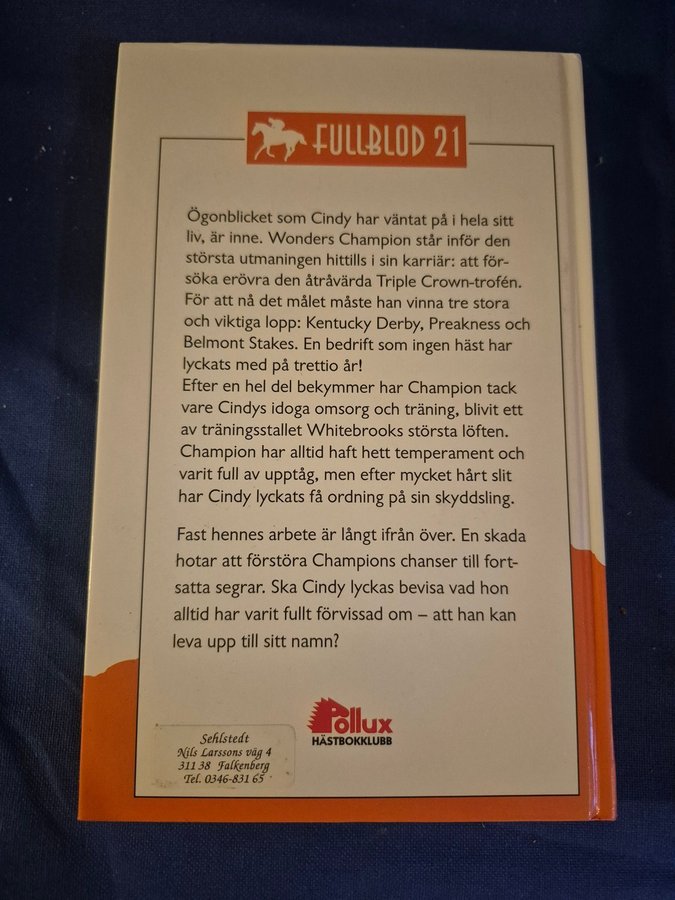 FULLBLOD 21
Ögonblicket som Cindy har väntat på i hela sitt
liv, är inne. Wonders Champion står inför den
största utmaningen hittills i sin karriär: att för-
söka erövra den åtråvärda Triple Crown-trofén.
För att nå det målet måste han vinna tre stora
och viktiga lopp: Kentucky Derby, Preakness och
Belmont Stakes. En bedrift som ingen häst har
lyckats med på trettio år!
Efter en hel del bekymmer har Champion tack
vare Cindys idoga omsorg och träning, blivit ett
av träningsstallet Whitebrooks största löften.
Champion har alltid haft hett temperament och
varit full av upptåg, men efter mycket hårt slit
har Cindy lyckats få ordning på sin skyddsling.
Fast hennes arbete är långt ifrån över. En skada
hotar att förstöra Champions chanser till fort-
satta segrar. Ska Cindy lyckas bevisa vad hon
alltid har varit fullt förvissad om – att han kan
leva upp till sitt namn?
Pollux
HÄSTBOKKLUBB
Sehlstedt
Nils Larssons väg 4
311 38 Falkenberg
Tel. 0346-831 65